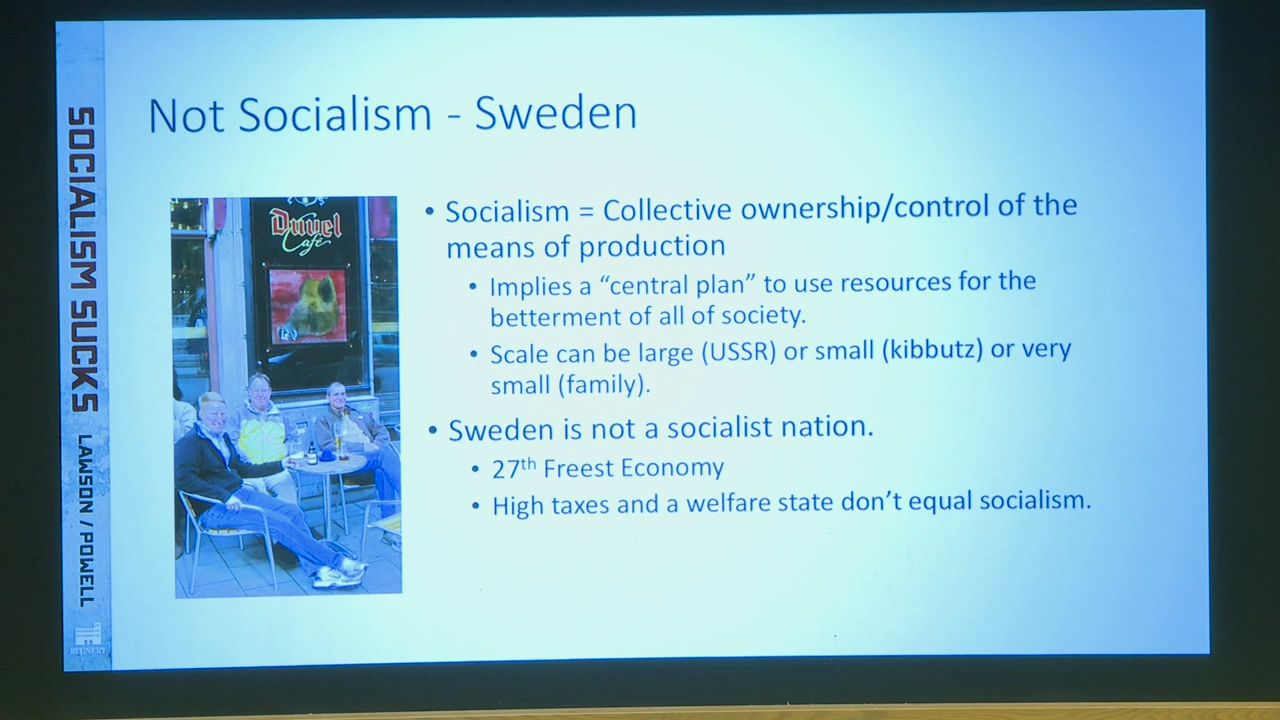 Not Socialism - Sweden
SOCIALISM SUCKS LAWSON / POWELL
REGNERY
Duvel
Café
• Socialism = Collective ownership/control of the
means of production
• Implies a “central plan” to use resources for the
betterment of all of society.
• Scale can be large (USSR) or small (kibbutz) or very
small (family).
• Sweden is not a socialist nation.
• 27th Freest Economy
• High taxes and a welfare state don’t equal socialism.